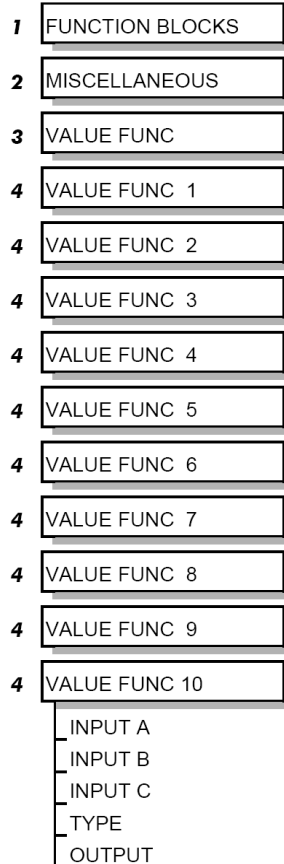 1 FUNCTION BLOCKS
2 MISCELLANEOUS
3 VALUE FUNC
4 VALUE FUNC 1
4 VALUE FUNC 2
4 VALUE FUNC 3
4 VALUE FUNC 4
4 VALUE FUNC 5
4 VALUE FUNC 6
4 VALUE FUNC 7
4 VALUE FUNC 8
4 VALUE FUNC 9
4 VALUE FUNC 10
INPUT A
INPUT B
INPUT C
TYPE
OUTPUT